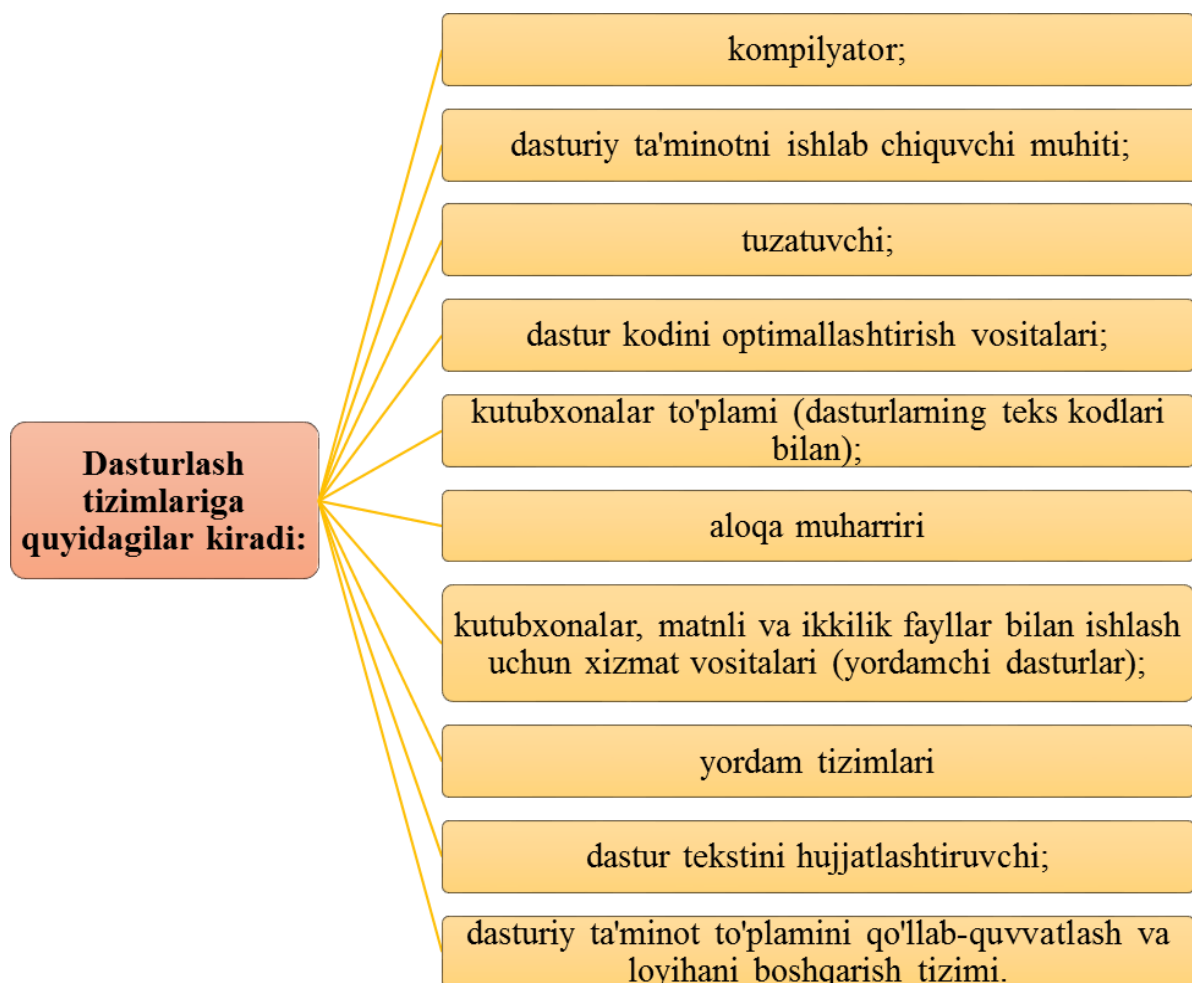 Dasturlash
tizimlariga
quyidagilar kiradi:
kompilyator;
dasturiy ta'minotni ishlab chiquvchi muhiti;
tuzatuvchi;
dastur kodini optimallashtirish vositalari;
kutubxonalar to'plami (dasturlarning teks kodlari
bilan);
aloqa muharriri
kutubxonalar, matnli va ikkilik fayllar bilan ishlash
uchun xizmat vositalari (yordamchi dasturlar);
yordam tizimlari
dastur tekstini hujjatlashtiruvchi;
dasturiy ta'minot to'plamini qo'llab-quvvatlash va
loyihani boshqarish tizimi.